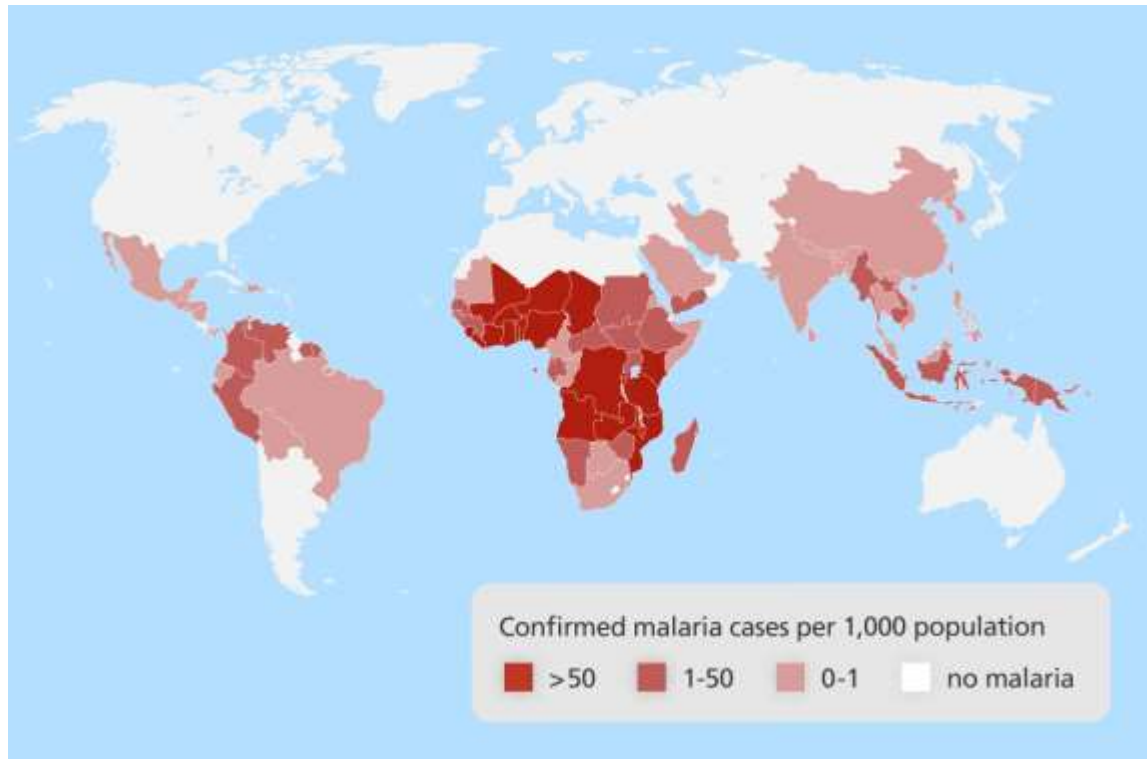 Confirmed malaria cases per 1,000 population
>50 1-50 0-1 no malaria